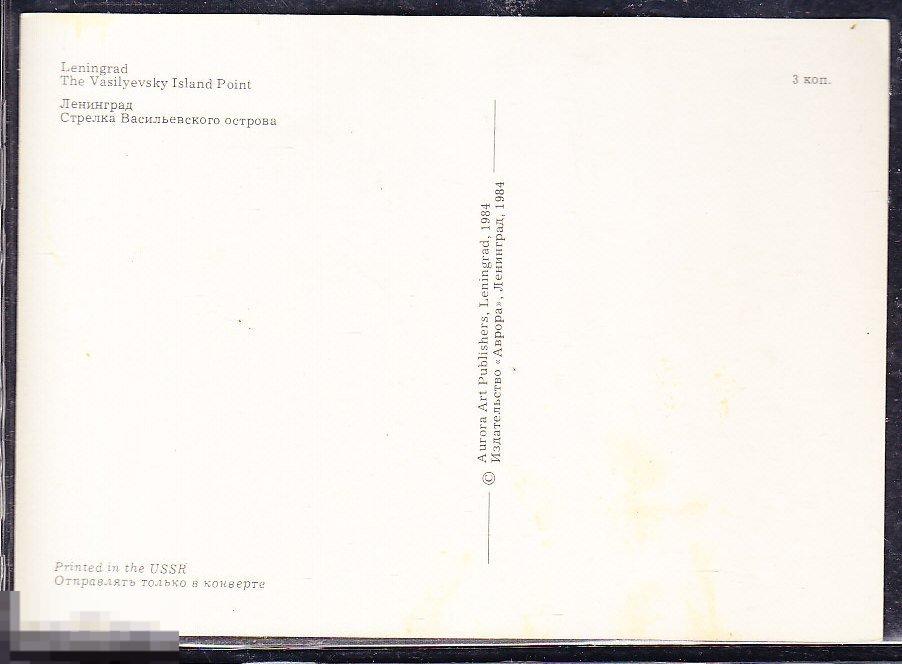 Leningrad
The Vasilyevsky Island Point
Ленинград
Стрелка Васильевского острова
3 коп.
© Aurora Art Publishers, Leningrad, 1984
Издательство «Аврора», Ленинград, 1984
Printed in the USSR
Отправлять только в конверте